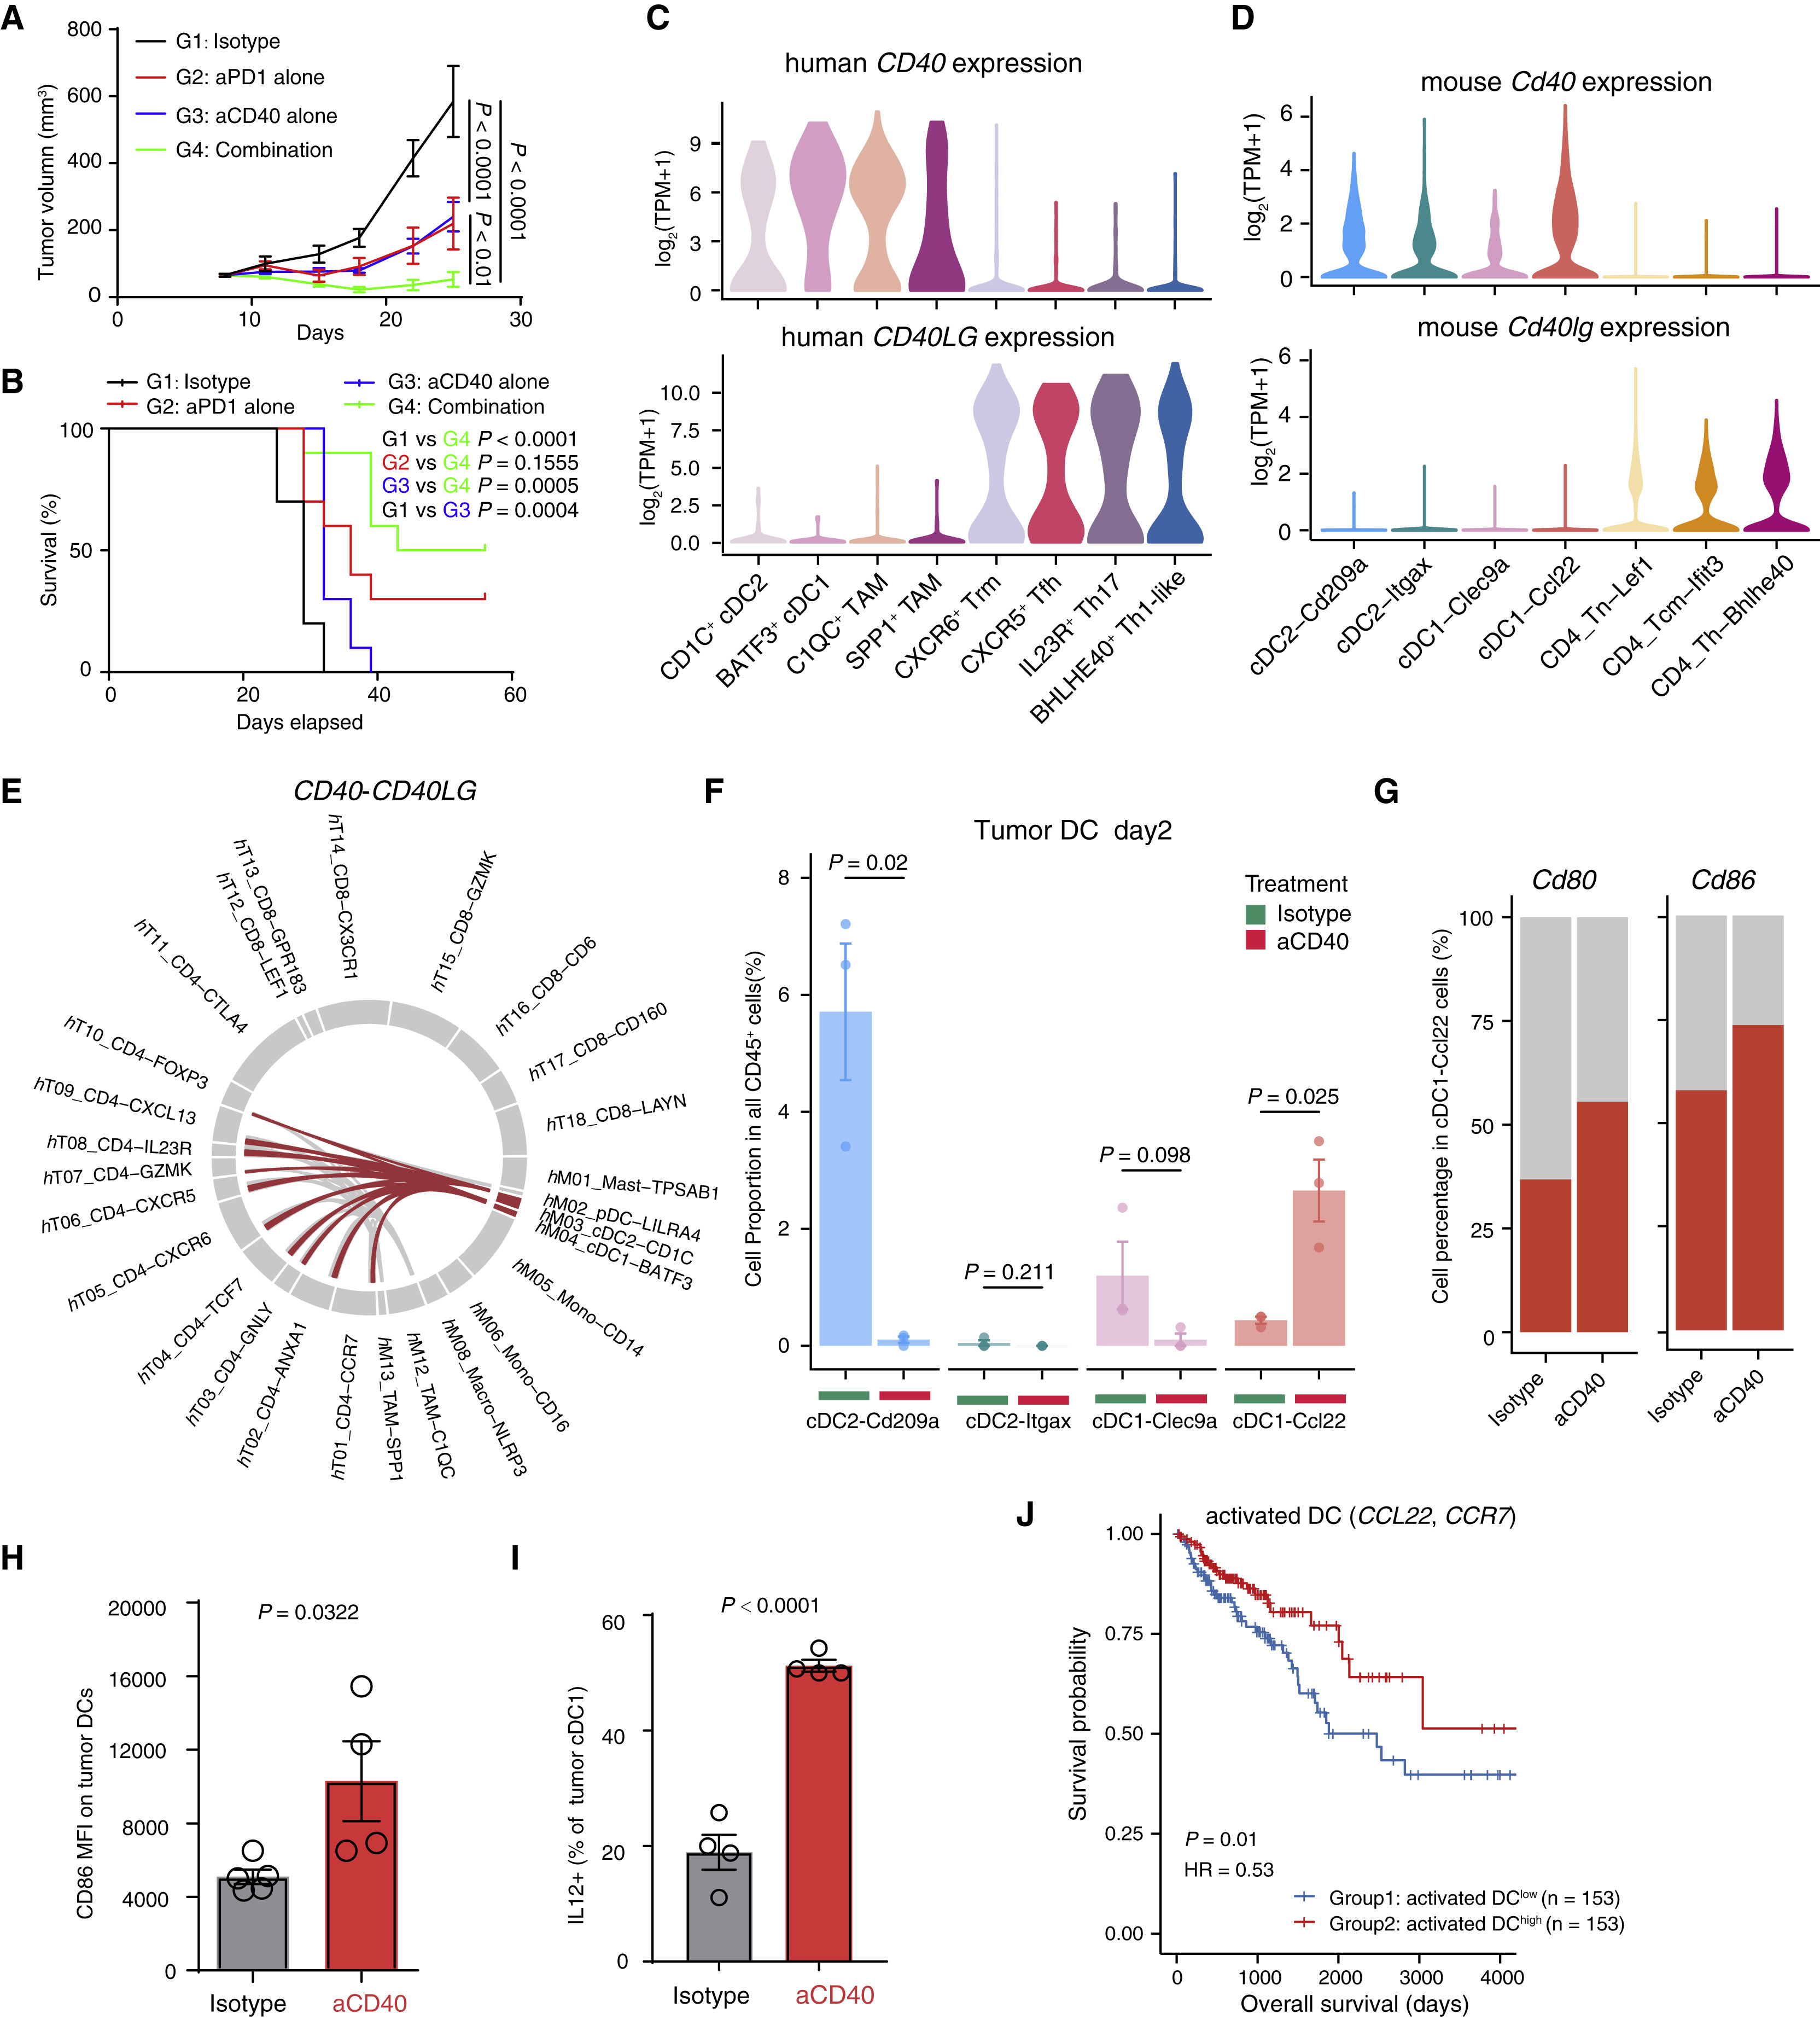 A
800
600
400
200
0
Tumor volumn (mm³)
G1: Isotype
G2: aPD1 alone
G3: aCD40 alone
G4: Combination
P < 0.0001
P < 0.01
P < 0.0001
0
10
20
30
Days
B
G1: Isotype
G2: aPD1 alone
G3: aCD40 alone
G4: Combination
100
50
0
Survival (%)
G1 vs G4 P < 0.0001
G2 vs G4 P = 0.1555
G3 vs G4 P = 0.0005
G1 vs G3 P = 0.0004
0
20
40
60
Days elapsed
C
human CD40 expression
9
6
3
0
log₂(TPM+1)
human CD40LG expression
10.0
7.5
5.0
2.5
0.0
log₂(TPM+1)
CD1C⁺ cDC2
BATF3⁺ cDC1
C1QC⁺ TAM
SPP1⁺ TAM
CXCR6⁺ Trm
CXCR5⁺ Tfh
IL23R⁺ Th17
BHLHE40⁺ Th1-like
D
mouse Cd40 expression
6
4
2
0
log₂(TPM+1)
mouse Cd40lg expression
6
4
2
0
log₂(TPM+1)
cDC2−Cd209a
cDC2−Itgax
cDC1−Clec9a
cDC1−Ccl22
CD4_Tn−Lef1
CD4_Tcm−Ifit3
CD4_Th−Bhlhe40
E
CD40-CD40LG
hT14_CD8−CX3CR1
hT15_CD8−GZMK
hT16_CD8−CD6
hT17_CD8−CD160
hT18_CD8−LAYN
hM01_Mast−TPSAB1
hM02_pDC−LILRA4
hM03_cDC2−CD1C
hM04_cDC1−BATF3
hM05_Mono−CD14
hM06_Mono−CD16
hM08_Macro−NLRP3
hM12_TAM−C1QC
hM13_TAM−SPP1
hT01_CD4−CCR7
hT02_CD4−ANXA1
hT03_CD4−GNLY
hT04_CD4−TCF7
hT05_CD4−CXCR6
hT06_CD4−CXCR5
hT07_CD4−GZMK
hT08_CD4−IL23R
hT09_CD4−CXCL13
hT10_CD4−FOXP3
hT11_CD4−CTLA4
hT12_CD8−LEF1
hT13_CD8−GPR183
F
Tumor DC day2
8
6
4
2
0
Cell Proportion in all CD45⁺ cells(%)
P = 0.02
P = 0.211
P = 0.098
P = 0.025
Treatment
Isotype
aCD40
cDC2-Cd209a
cDC2-Itgax
cDC1-Clec9a
cDC1-Ccl22
G
Cd80
Cd86
100
75
50
25
0
Cell percentage in cDC1-Ccl22 cells (%)
Isotype
aCD40
Isotype
aCD40
H
P = 0.0322
20000
16000
12000
8000
4000
0
CD86 MFI on tumor DCs
Isotype
aCD40
I
P < 0.0001
60
40
20
0
IL12+ (% of tumor cDC1)
Isotype
aCD40
J
activated DC (CCL22, CCR7)
1.00
0.75
0.50
0.25
0.00
Survival probability
P = 0.01
HR = 0.53
Group1: activated DCˡᵒʷ (n = 153)
Group2: activated DCʰⁱᵍʰ (n = 153)
0
1000
2000
3000
4000
Overall survival (days)